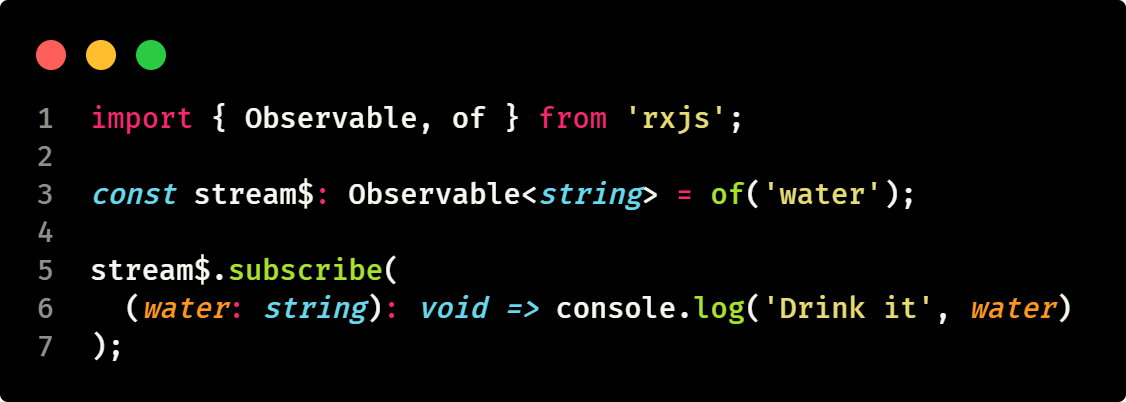 1 import { Observable, of } from 'rxjs';
2
3 const stream$: Observable<string> = of('water');
4
5 stream$.subscribe(
6   (water: string): void => console.log('Drink it', water)
7 );